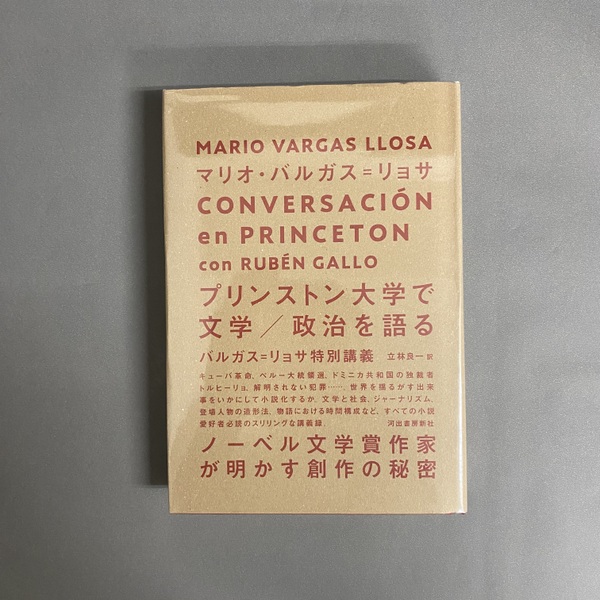 MARIO VARGAS LLOSA
マリオ・バルガス＝リョサ
CONVERSACIÓN
en PRINCETON
con RUBÉN GALLO
プリンストン大学で
文学／政治を語る
バルガス＝リョサ特別講義 立林良一 訳
キューバ革命、ペルー大統領選、ドミニカ共和国の独裁者
トルヒーリョ、解明されない犯罪……。世界を揺るがす出来
事をいかにして小説化するか。文学と社会、ジャーナリズム、
登場人物の造形法、物語における時間構成など、すべての小説
愛好者必読のスリリングな講義録。 河出書房新社
ノーベル文学賞作家
が明かす創作の秘密